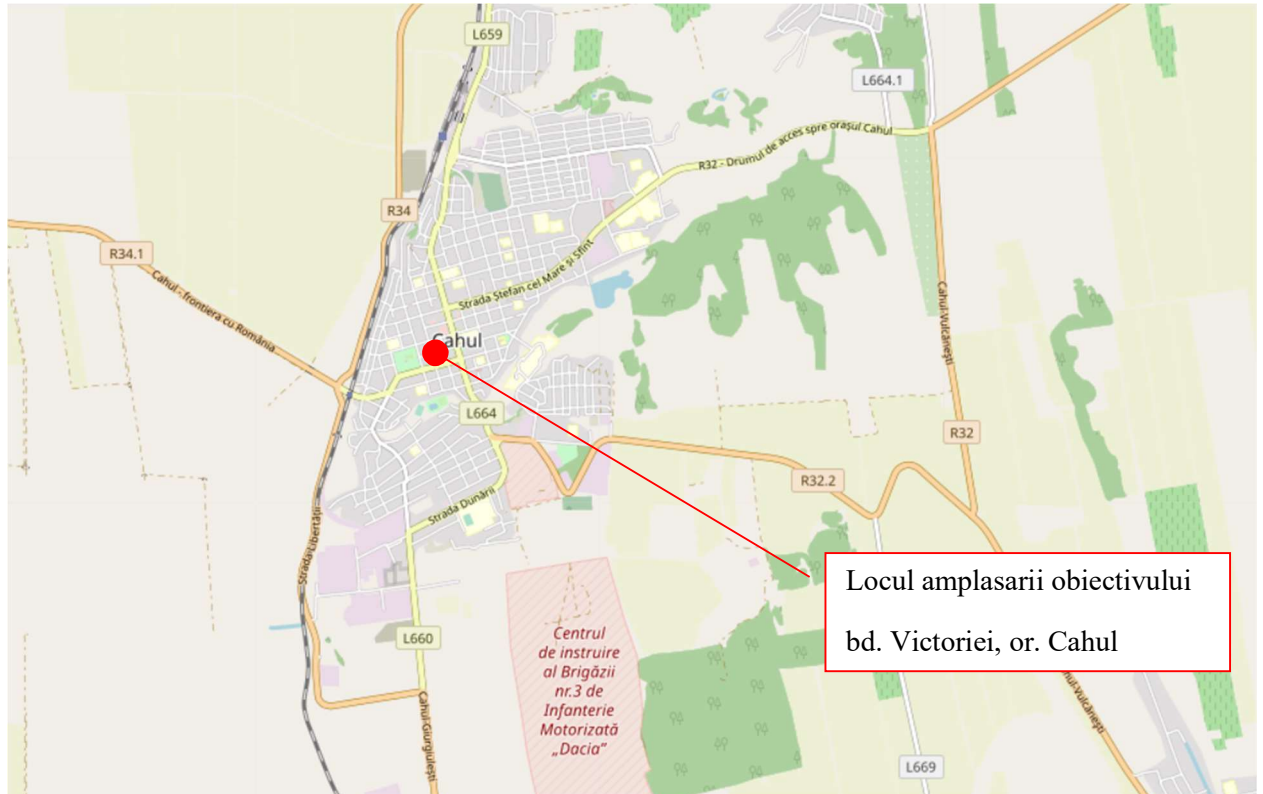 L659
L664.1
R32 - Drumul de acces spre orașul Cahul
R34
R34.1
Cahul - frontiera cu România
Strada Ștefan cel Mare și Sfînt
Cahul-Vulcănești
Cahul
L664
R32
R32.2
Strada Dunării
Strada Libertății
Locul amplasarii obiectivului
bd. Victoriei, or. Cahul
L660
Centrul
de instruire
al Brigăzii
nr.3 de
Infanterie
Motorizată
„Dacia”
Cahul-Giurgiulești
hul-Vulcănești
L669